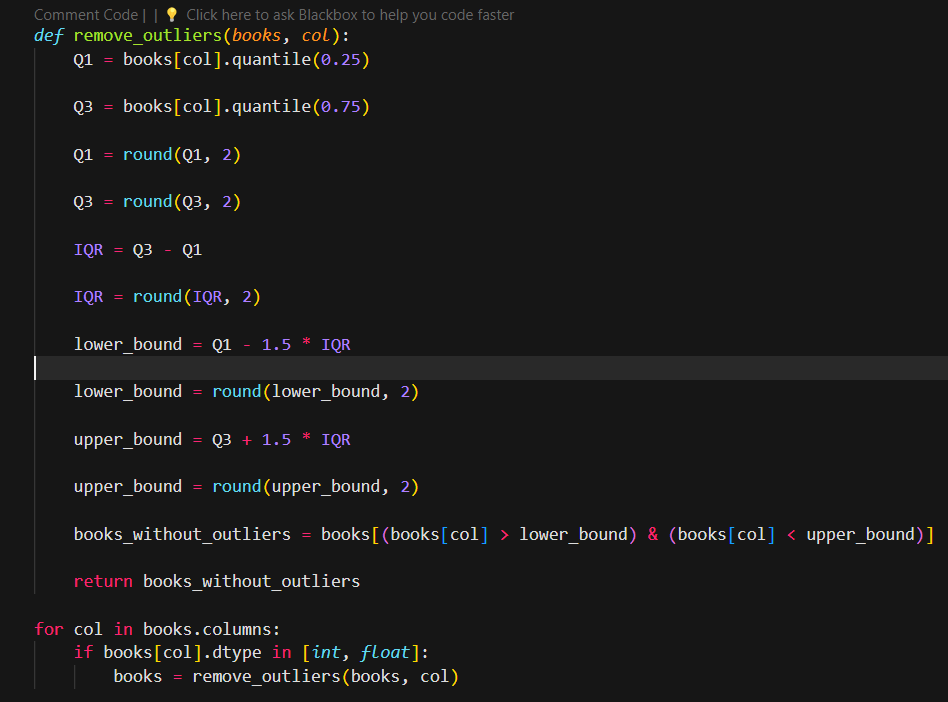 Comment Code | | 💡 Click here to ask Blackbox to help you code faster
def remove_outliers(books, col):
    Q1 = books[col].quantile(0.25)
    Q3 = books[col].quantile(0.75)
    Q1 = round(Q1, 2)
    Q3 = round(Q3, 2)
    IQR = Q3 - Q1
    IQR = round(IQR, 2)
    lower_bound = Q1 - 1.5 * IQR
    lower_bound = round(lower_bound, 2)
    upper_bound = Q3 + 1.5 * IQR
    upper_bound = round(upper_bound, 2)
    books_without_outliers = books[(books[col] > lower_bound) & (books[col] < upper_bound)]
    return books_without_outliers
for col in books.columns:
    if books[col].dtype in [int, float]:
        books = remove_outliers(books, col)